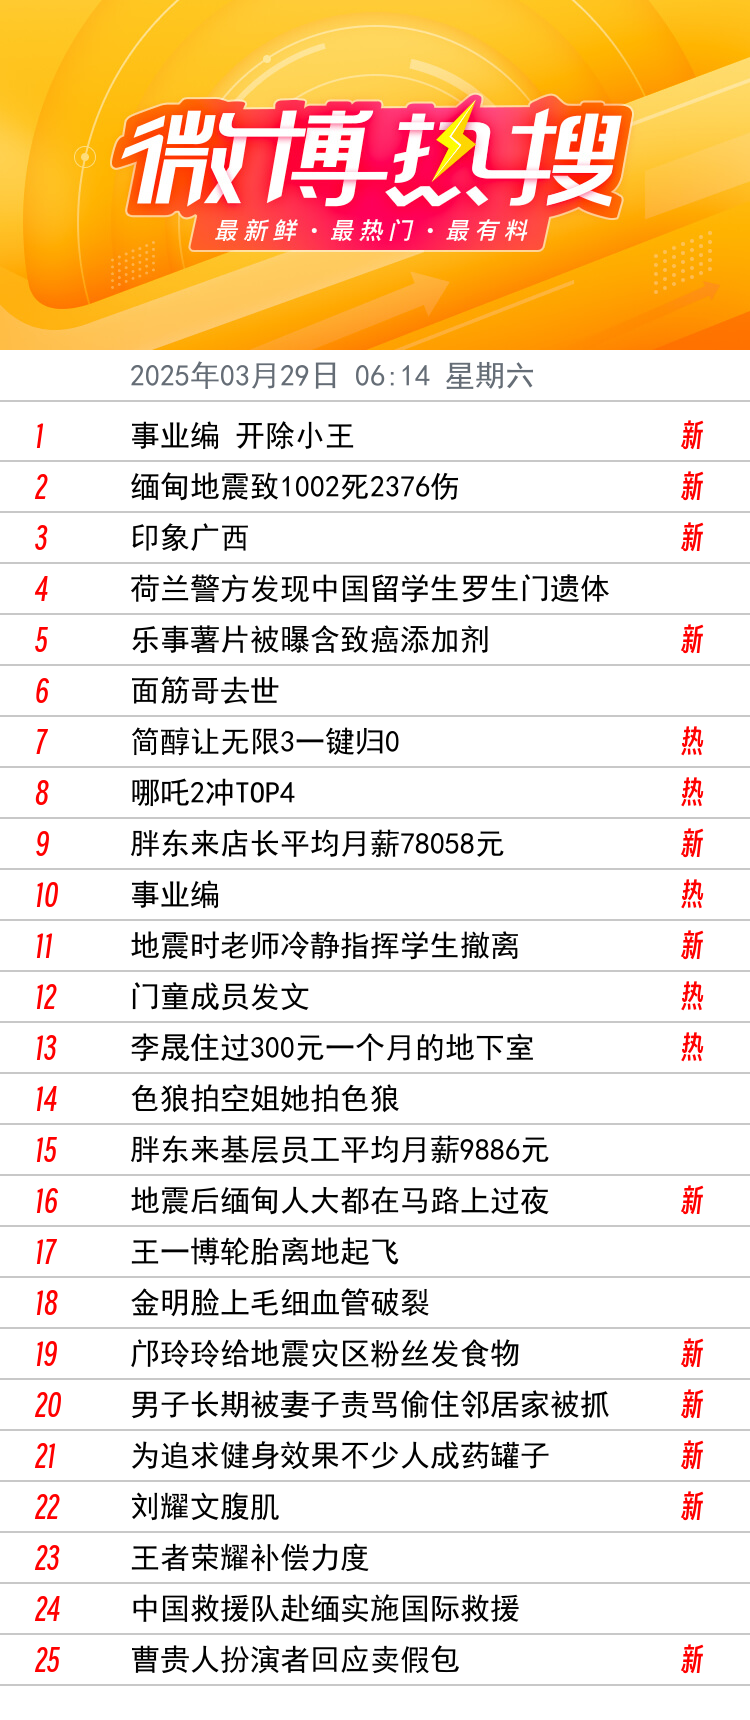 微博热搜
最新鲜·最热门·最有料
2025年03月29日 06:14 星期六
1 事业编 开除小王 新
2 缅甸地震致1002死2376伤 新
3 印象广西 新
4 荷兰警方发现中国留学生罗生门遗体
5 乐事薯片被曝含致癌添加剂 新
6 面筋哥去世
7 简醇让无限3一键归0 热
8 哪吒2冲TOP4 热
9 胖东来店长平均月薪78058元 新
10 事业编 热
11 地震时老师冷静指挥学生撤离 新
12 门童成员发文 热
13 李晟住过300元一个月的地下室 热
14 色狼拍空姐她拍色狼
15 胖东来基层员工平均月薪9886元
16 地震后缅甸人大都在马路上过夜 新
17 王一博轮胎离地起飞
18 金明脸上毛细血管破裂
19 邝玲玲给地震灾区粉丝发食物 新
20 男子长期被妻子责骂偷住邻居家被抓 新
21 为追求健身效果不少人成药罐子 新
22 刘耀文腹肌 新
23 王者荣耀补偿力度
24 中国救援队赴缅实施国际救援
25 曹贵人扮演者回应卖假包 新